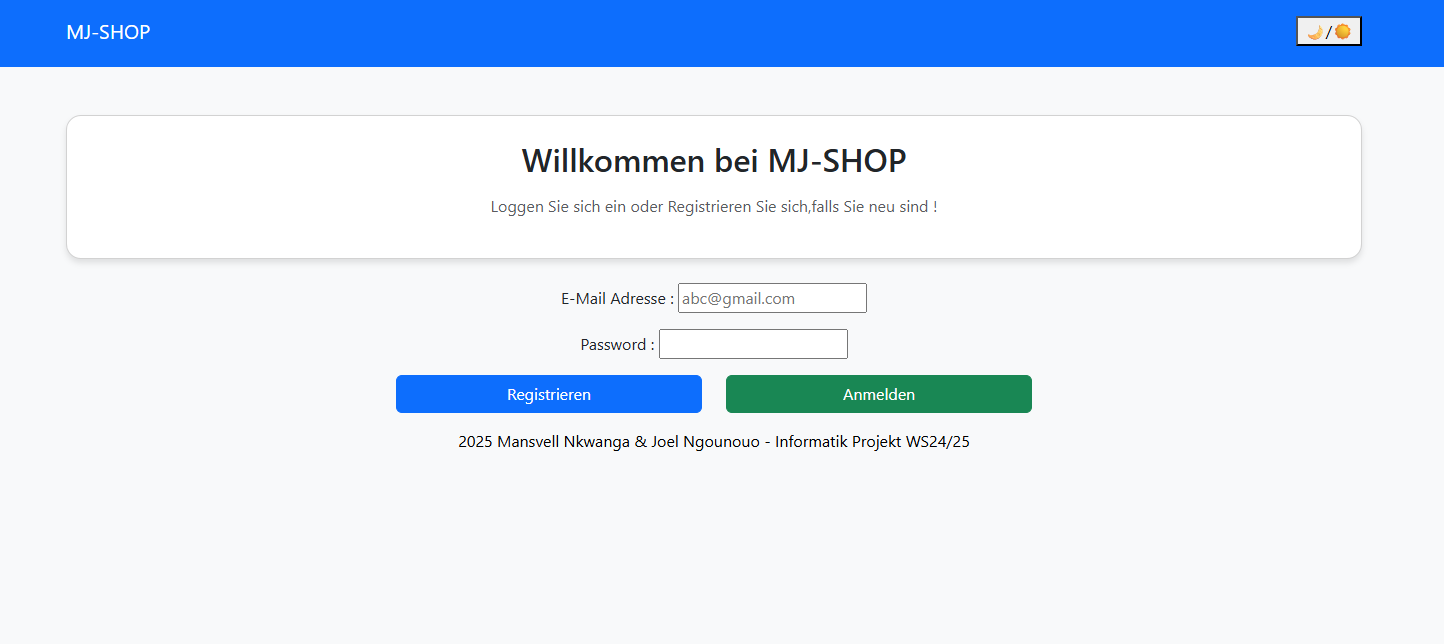 MJ-SHOP
🌙/☀️
Willkommen bei MJ-SHOP
Loggen Sie sich ein oder Registrieren Sie sich,falls Sie neu sind !
E-Mail Adresse : abc@gmail.com
Password :
Registrieren
Anmelden
2025 Mansvell Nkwanga & Joel Ngounouo - Informatik Projekt WS24/25